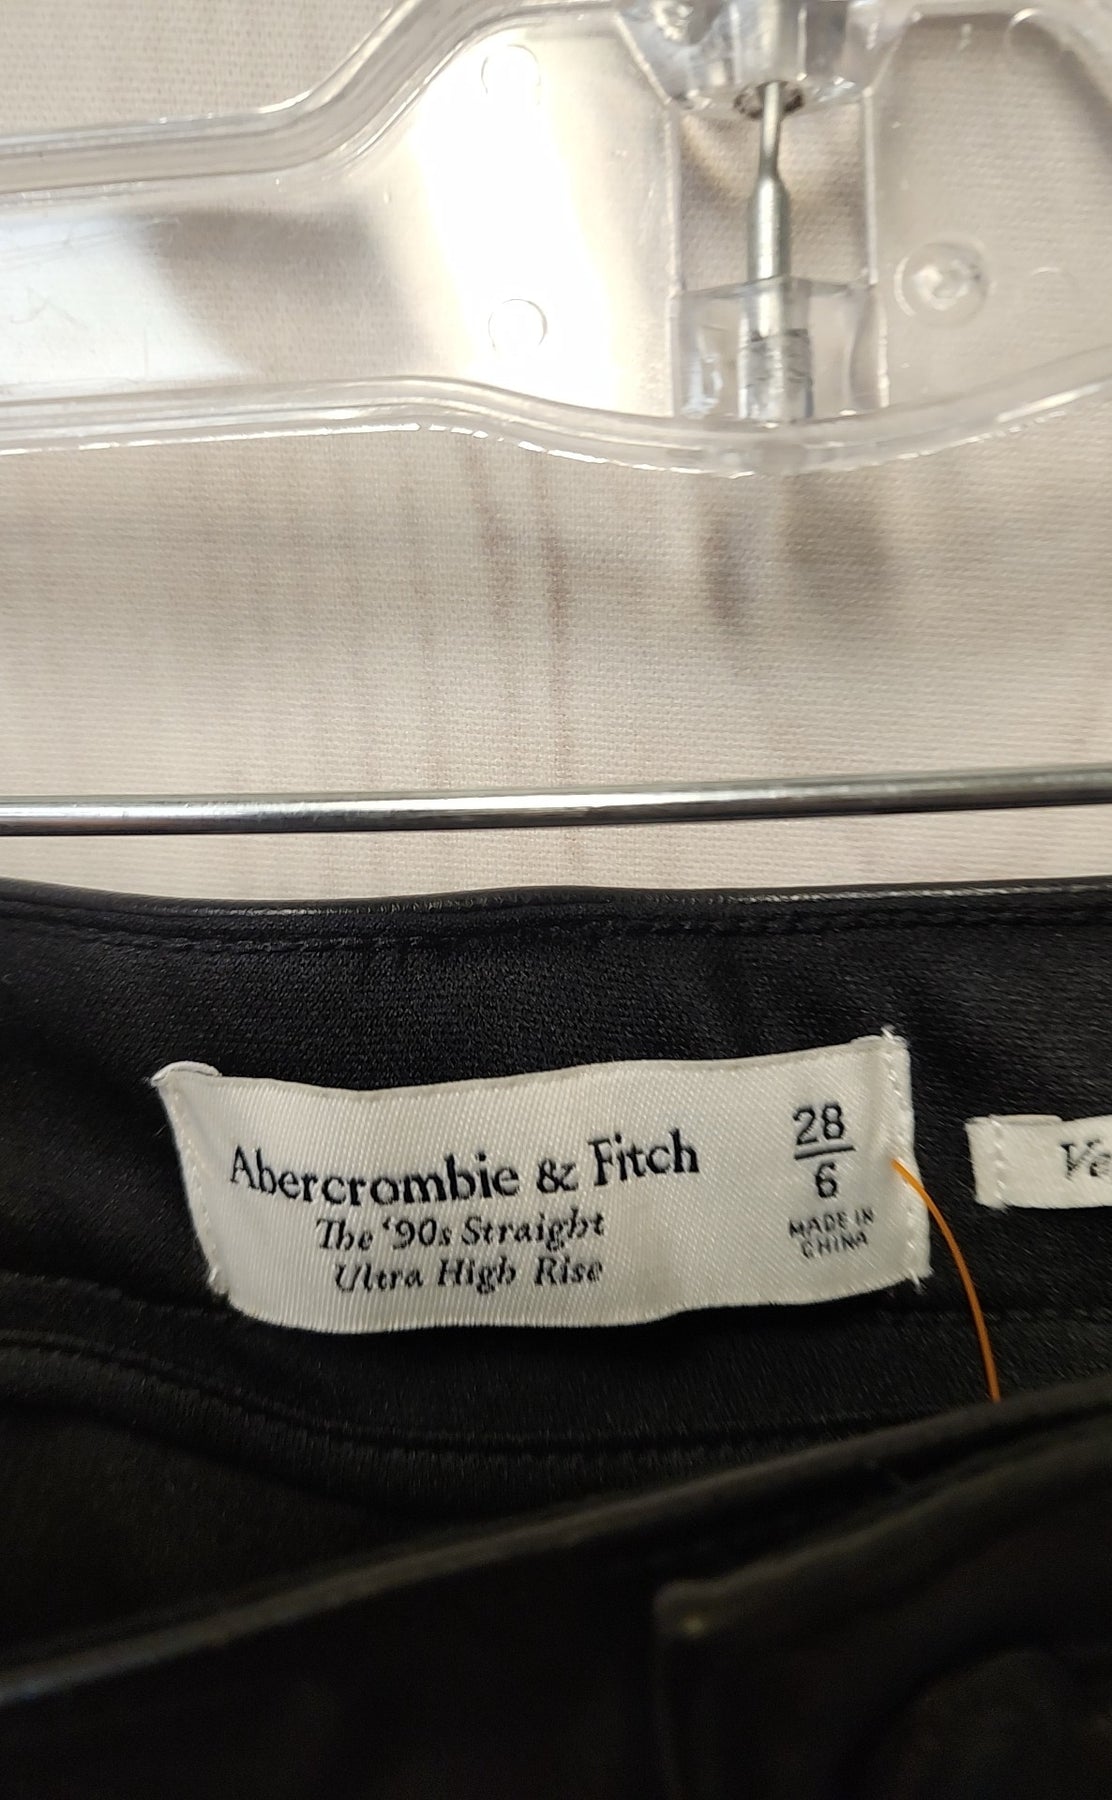 Abercrombie & Fitch
The '90s Straight
Ultra High Rise
28
6
MADE IN
CHINA